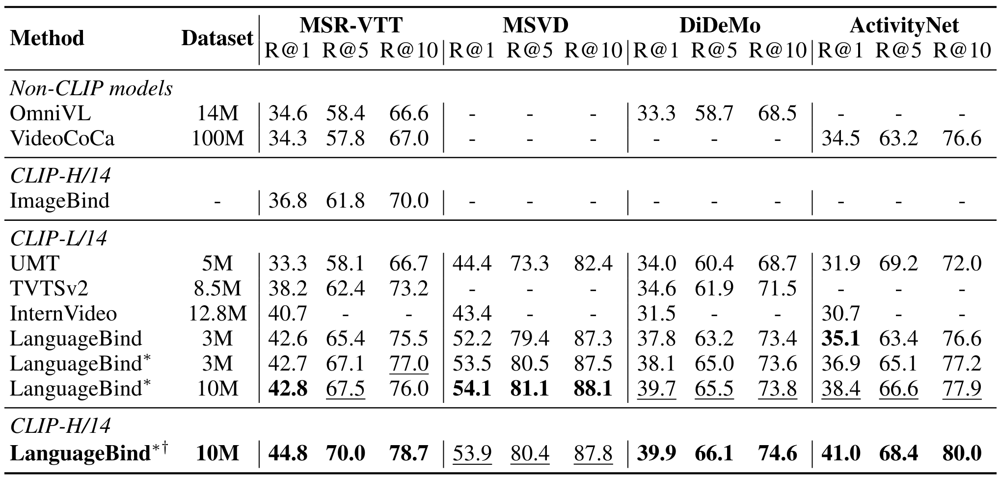 Method Dataset MSR-VTT MSVD DiDeMo ActivityNet
R@1 R@5 R@10 R@1 R@5 R@10 R@1 R@5 R@10 R@1 R@5 R@10
Non-CLIP models
OmniVL 14M 34.6 58.4 66.6 - - - 33.3 58.7 68.5 - - -
VideoCoCa 100M 34.3 57.8 67.0 - - - - - - 34.5 63.2 76.6
CLIP-H/14
ImageBind - 36.8 61.8 70.0 - - - - - - - - -
CLIP-L/14
UMT 5M 33.3 58.1 66.7 44.4 73.3 82.4 34.0 60.4 68.7 31.9 69.2 72.0
TVTSv2 8.5M 38.2 62.4 73.2 - - - 34.6 61.9 71.5 - - -
InternVideo 12.8M 40.7 - - 43.4 - - 31.5 - - 30.7 - -
LanguageBind 3M 42.6 65.4 75.5 52.2 79.4 87.3 37.8 63.2 73.4 35.1 63.4 76.6
LanguageBind* 3M 42.7 67.1 77.0 53.5 80.5 87.5 38.1 65.0 73.6 36.9 65.1 77.2
LanguageBind* 10M 42.8 67.5 76.0 54.1 81.1 88.1 39.7 65.5 73.8 38.4 66.6 77.9
CLIP-H/14
LanguageBind*† 10M 44.8 70.0 78.7 53.9 80.4 87.8 39.9 66.1 74.6 41.0 68.4 80.0